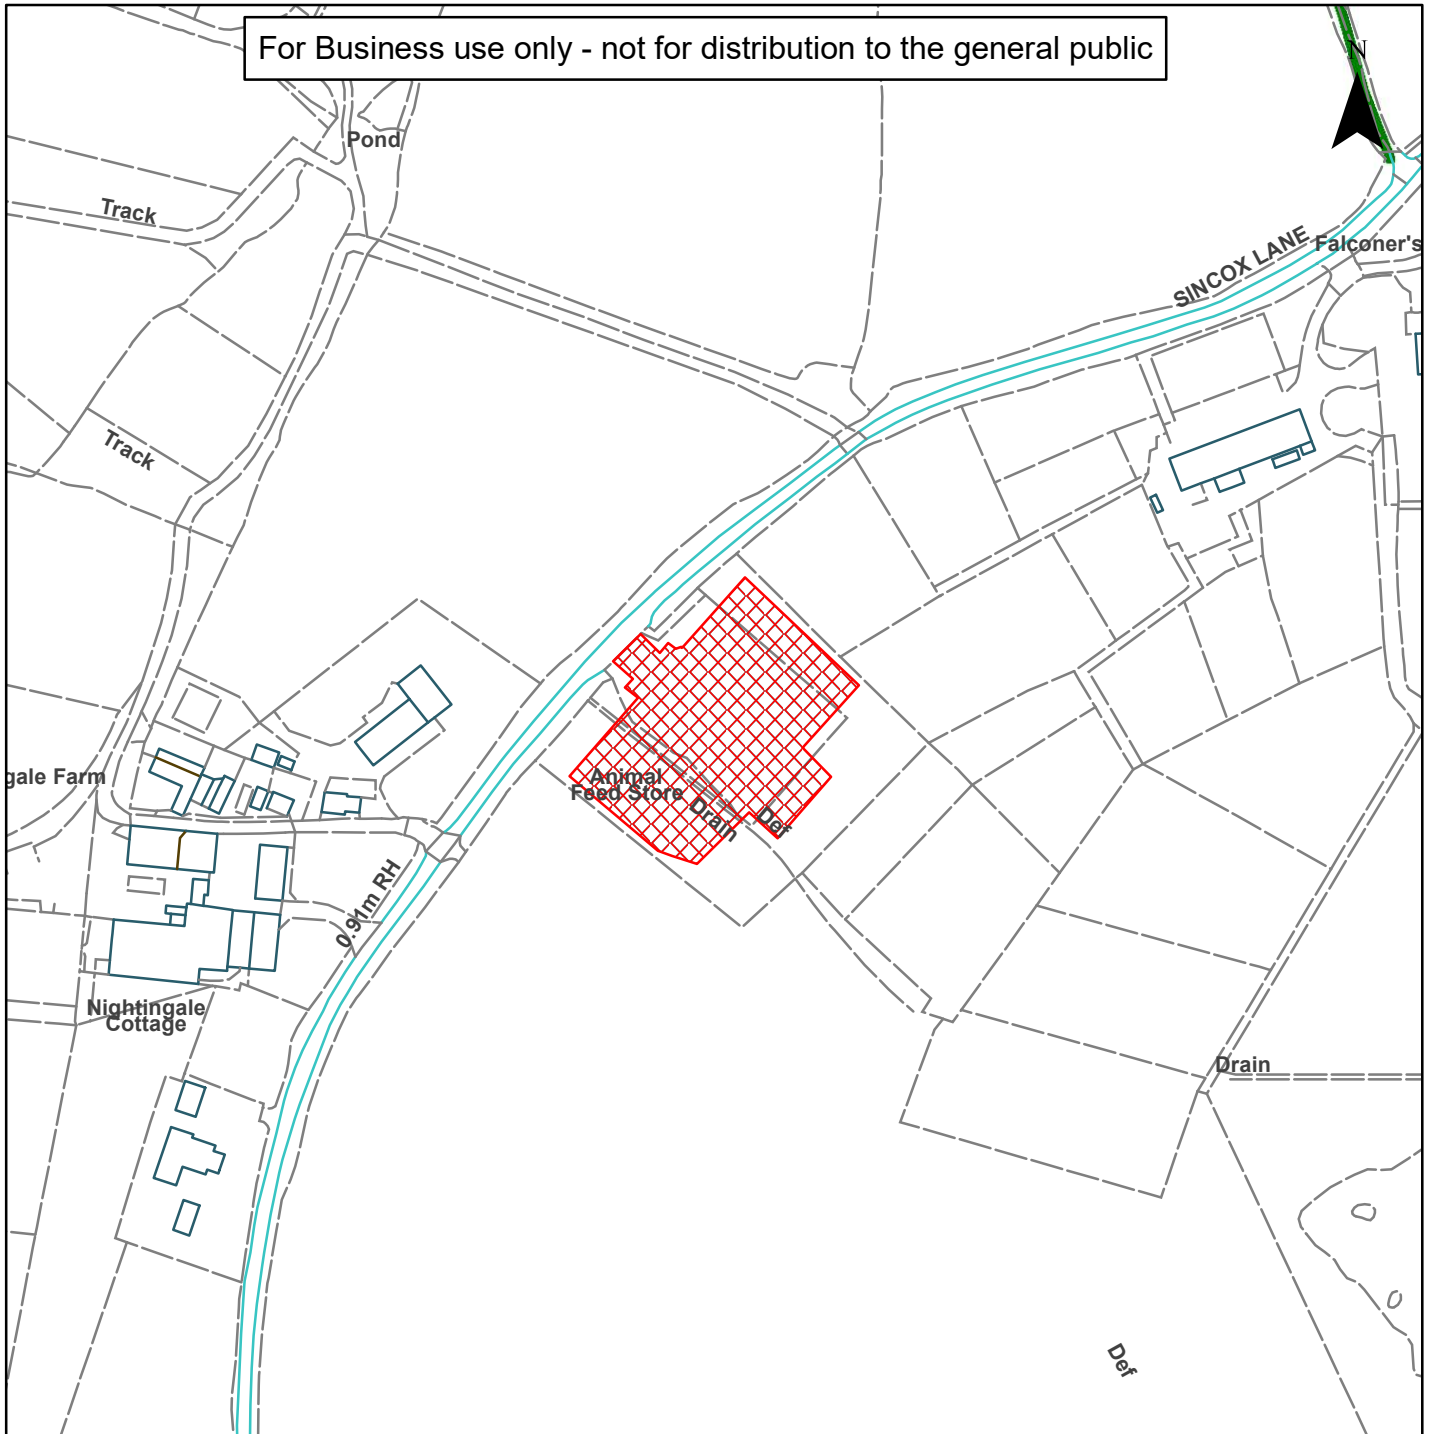 For Business use only - not for distribution to the general public
N
Pond
Track
SINCOX LANE
Falconer's
Track
gale Farm
Animal
Feed Store
Drain
Def
0.91m RH
Nightingale
Cottage
Drain
Def